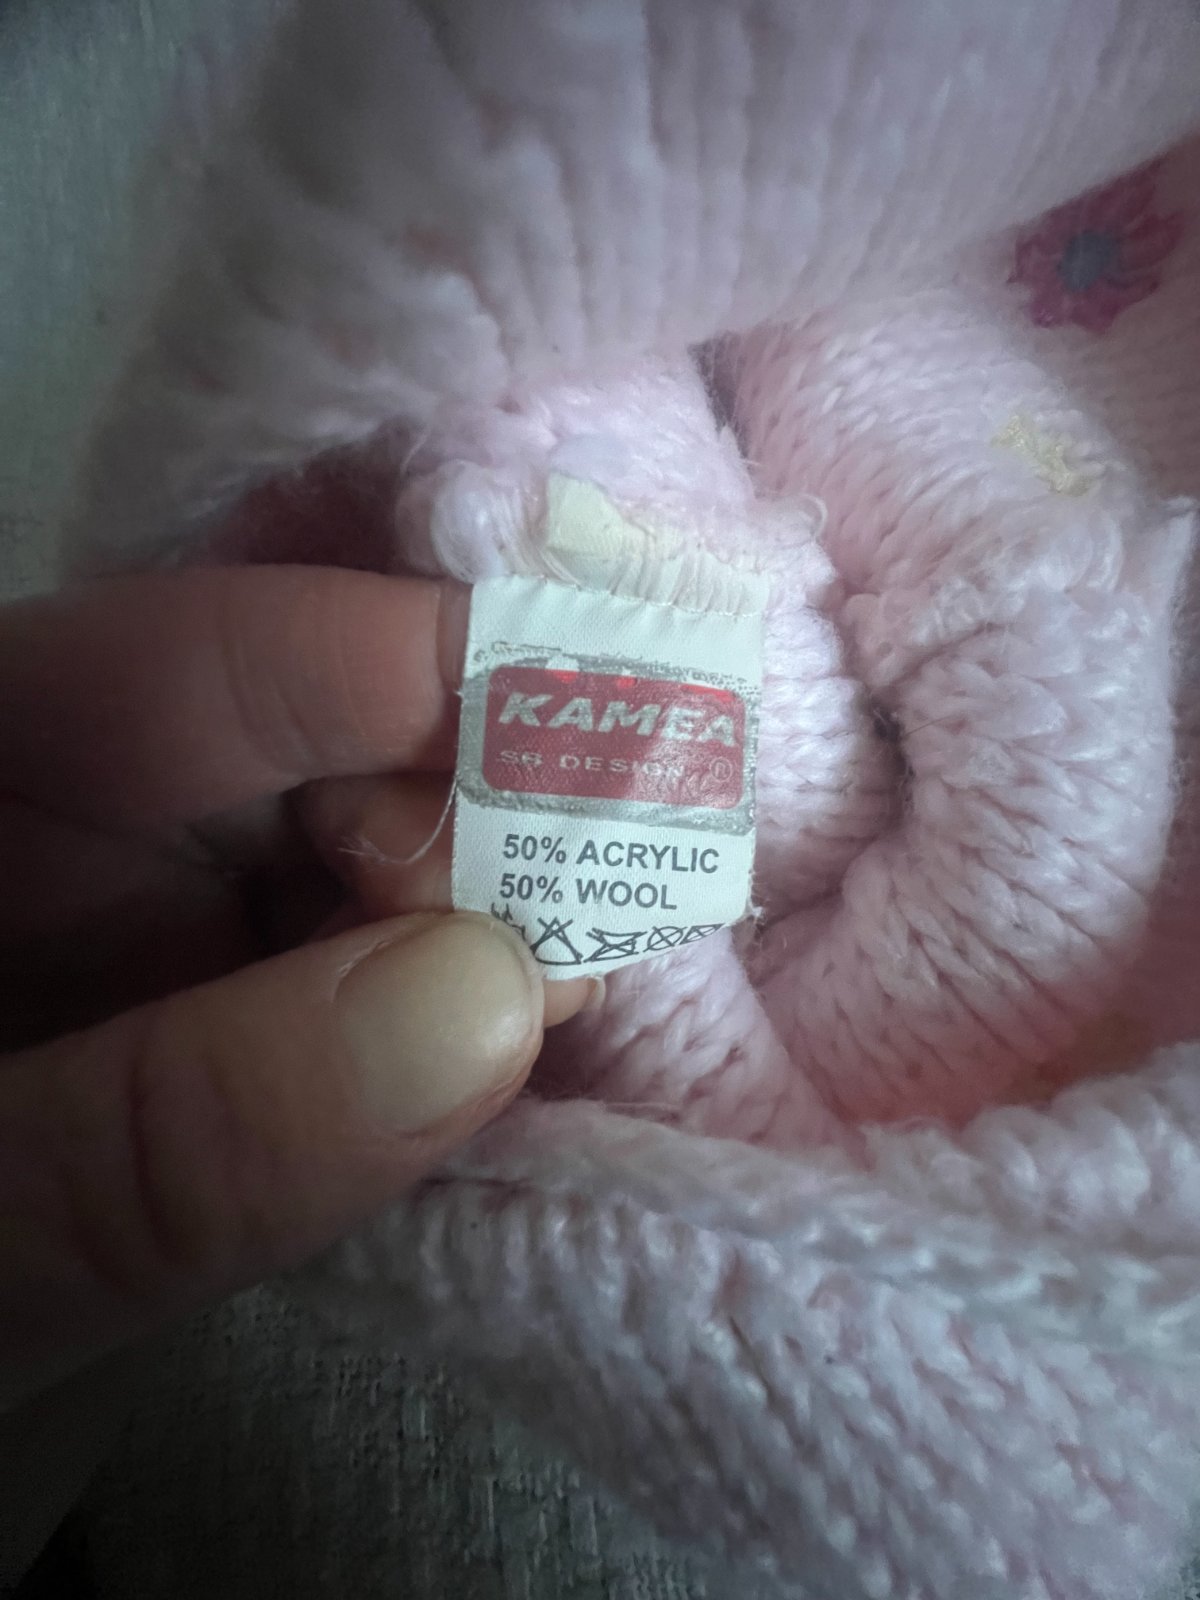 KAMEA
SB DESIGN ®
50% ACRYLIC
50% WOOL